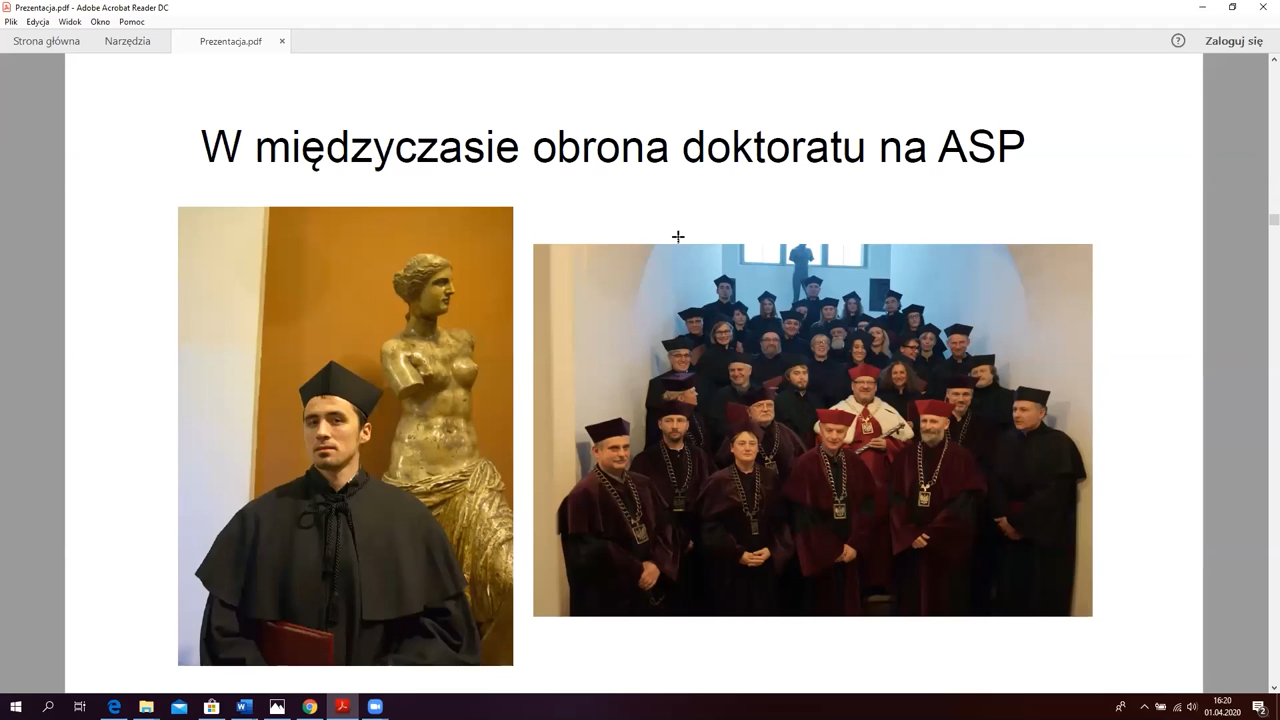 Prezentacja.pdf - Adobe Acrobat Reader DC
Plik Edycja Widok Okno Pomoc
Strona główna Narzędzia Prezentacja.pdf × ? Zaloguj się
W międzyczasie obrona doktoratu na ASP
16:20
01.04.2020
2